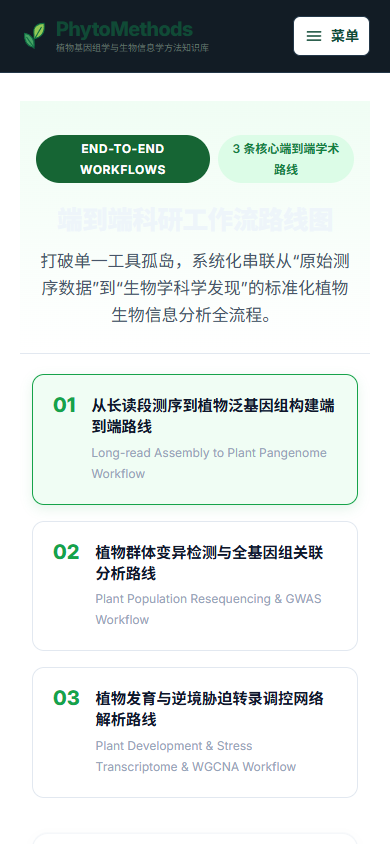 PhytoMethods
植物基因组学与生物信息学方法知识库
菜单
END-TO-END
WORKFLOWS
3 条核心端到端学术
路线
端到端科研工作流路线图
打破单一工具孤岛，系统化串联从“原始测
序数据”到“生物学科学发现”的标准化植物
生物信息分析全流程。
01
从长读段测序到植物泛基因组构建端
到端路线
Long-read Assembly to Plant Pangenome
Workflow
02
植物群体变异检测与全基因组关联
分析路线
Plant Population Resequencing & GWAS
Workflow
03
植物发育与逆境胁迫转录调控网络
解析路线
Plant Development & Stress
Transcriptome & WGCNA Workflow